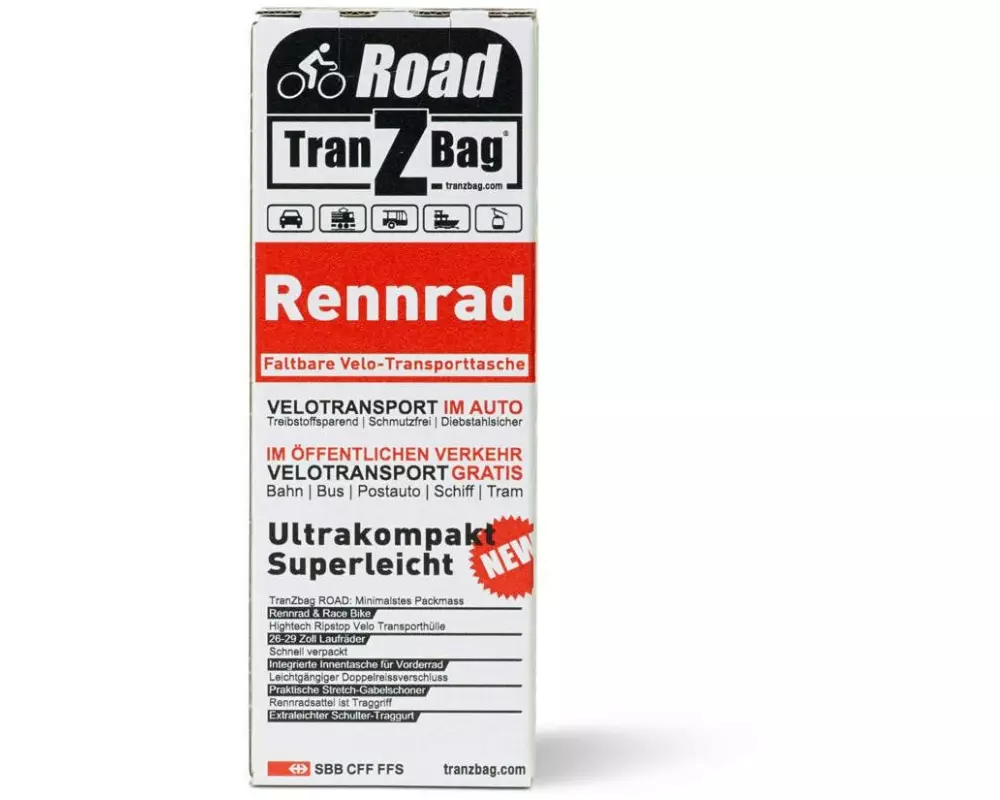 Road
TranZBag®
tranzbag.com
Rennrad
Faltbare Velo-Transporttasche
VELOTRANSPORT IM AUTO
Treibstoffsparend | Schmutzfrei | Diebstahlsicher
IM ÖFFENTLICHEN VERKEHR
VELOTRANSPORT GRATIS
Bahn | Bus | Postauto | Schiff | Tram
Ultrakompakt
Superleicht
NEW
TranZbag ROAD: Minimalstes Packmass
Rennrad & Race Bike
Hightech Ripstop Velo Transporthülle
26-29 Zoll Laufräder
Schnell verpackt
Integrierte Innentasche für Vorderrad
Leichtgängiger Doppelreissverschluss
Praktische Stretch-Gabelschoner
Rennradsattel ist Traggriff
Extraleichter Schulter-Traggurt
SBB CFF FFS tranzbag.com